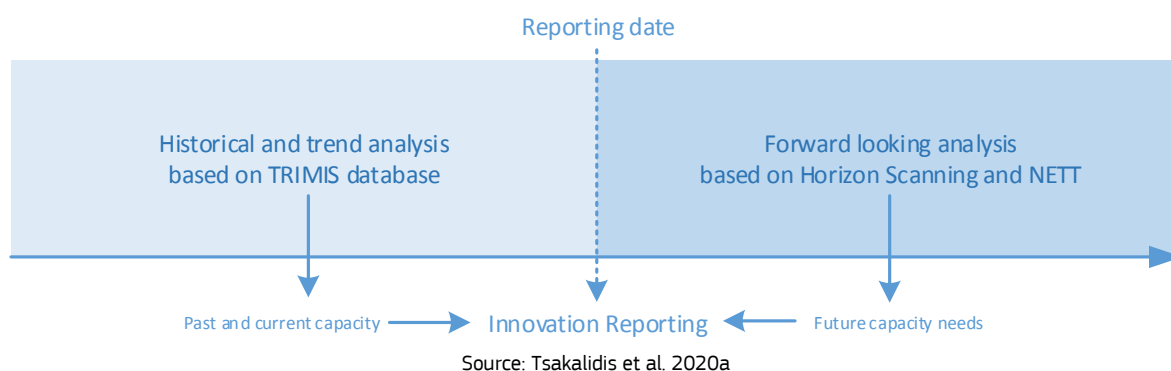 Reporting date
Historical and trend analysis
based on TRIMIS database
Forward looking analysis
based on Horizon Scanning and NETT
Past and current capacity
Innovation Reporting
Future capacity needs
Source: Tsakalidis et al. 2020a